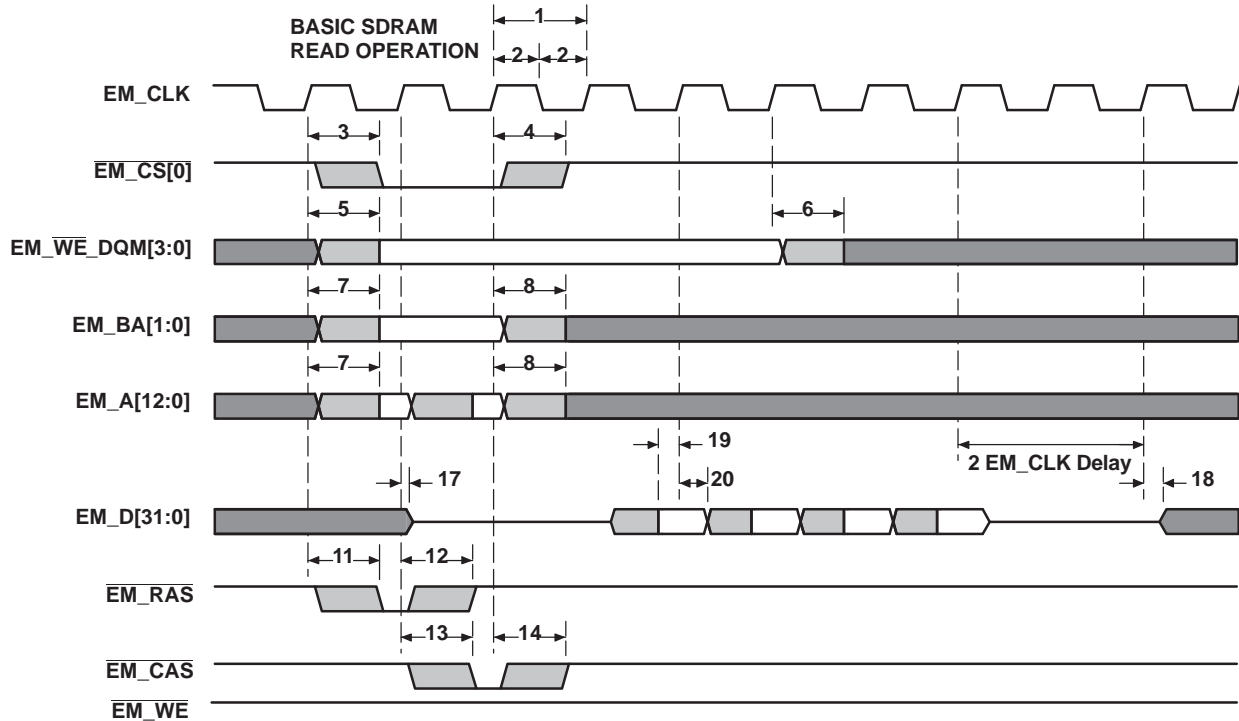 1
BASIC SDRAM
READ OPERATION
2 2
EM_CLK
3 4
EM_CS[0]
5 6
EM_WE_DQM[3:0]
7 8
EM_BA[1:0]
7 8
EM_A[12:0]
19
2 EM_CLK Delay
17 20 18
EM_D[31:0]
11 12
EM_RAS
13 14
EM_CAS
EM_WE